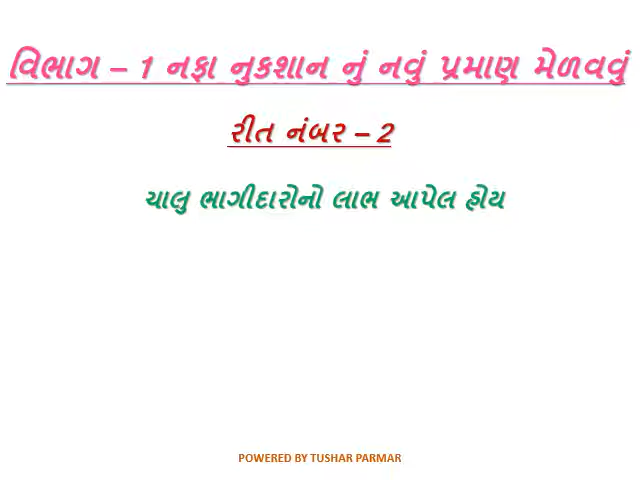 વિભાગ – 1 નફા નુકશાન નું નવું પ્રમાણ મેળવવું
રીત નંબર – 2
ચાલુ ભાગીદારોનો લાભ આપેલ હોય
POWERED BY TUSHAR PARMAR